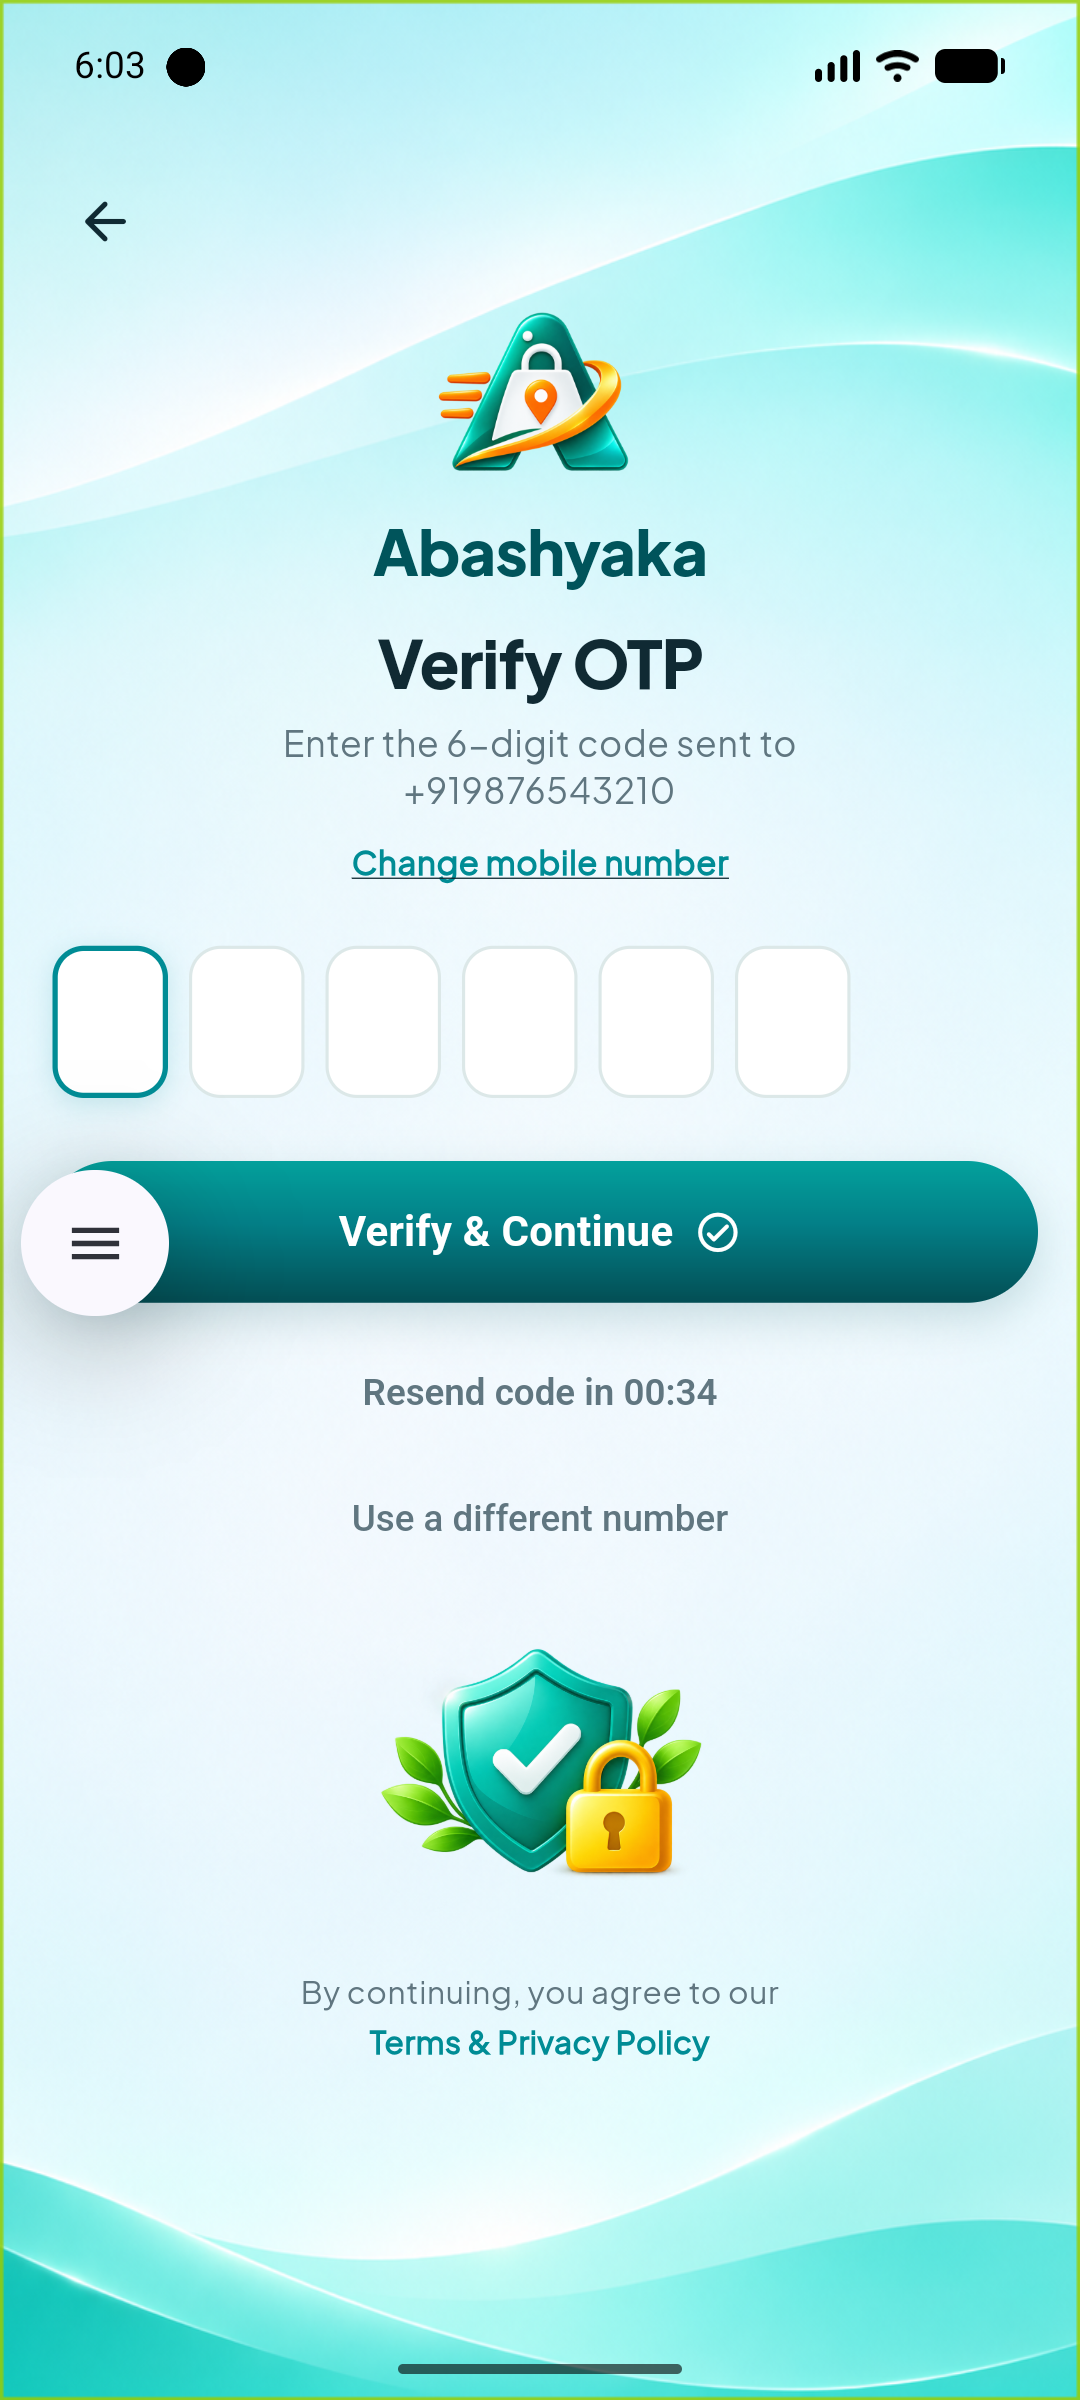 6:03
Abashyaka
Verify OTP
Enter the 6-digit code sent to
+919876543210
Change mobile number
Verify & Continue
Resend code in 00:34
Use a different number
By continuing, you agree to our
Terms & Privacy Policy